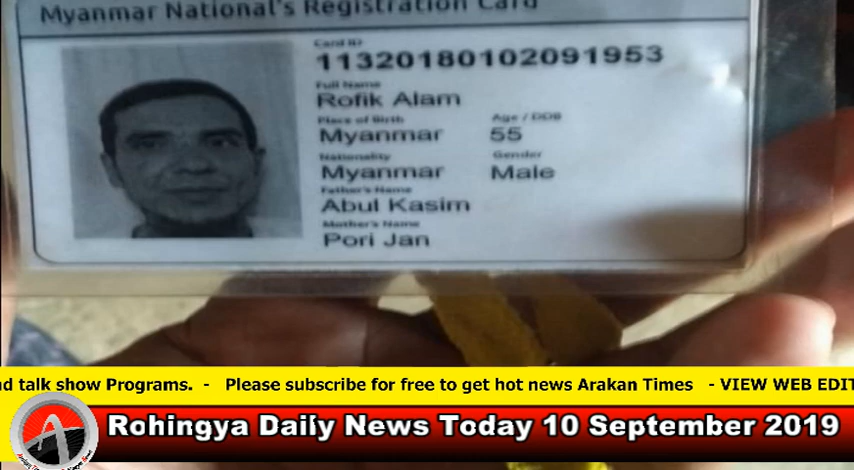 Myanmar National's Registration Card
Card ID
11320180102091953
Full Name
Rofik Alam
Place of Birth Age / DOB
Myanmar 55
Nationality Gender
Myanmar Male
Father's Name
Abul Kasim
Mother's Name
Pori Jan
nd talk show Programs. - Please subscribe for free to get hot news Arakan Times - VIEW WEB EDIT
Rohingya Daily News Today 10 September 2019